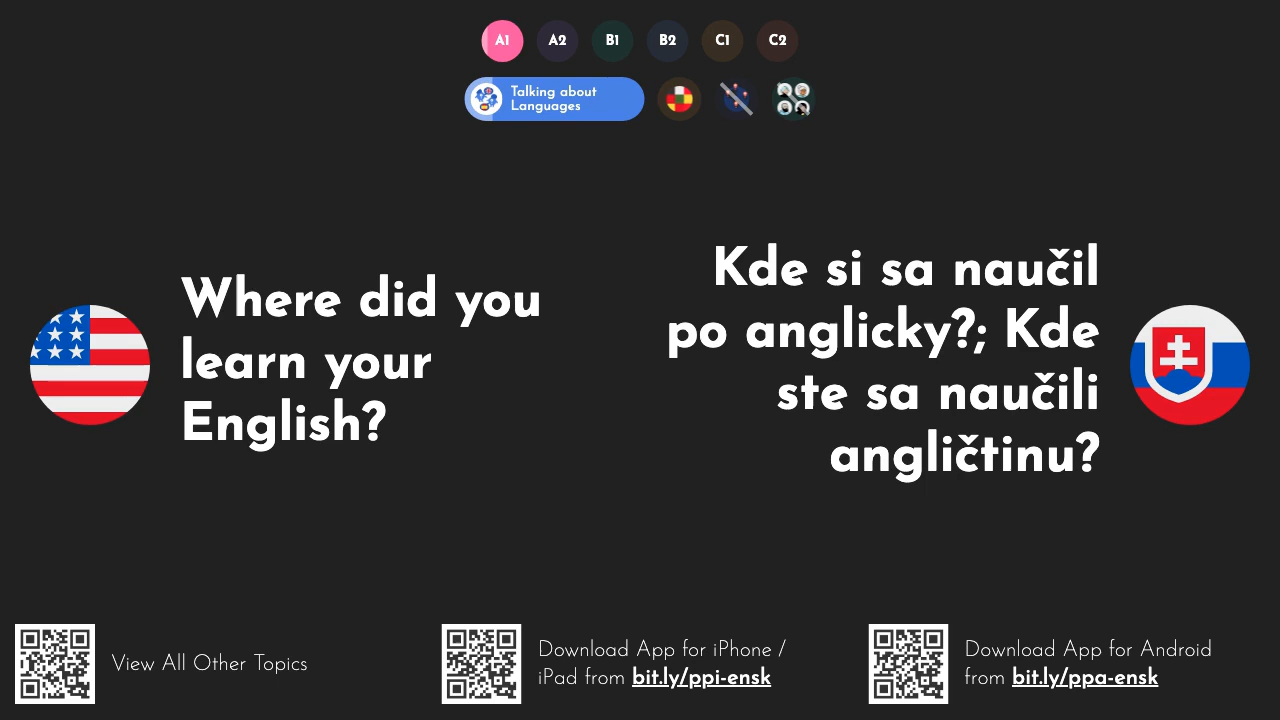 A1 A2 B1 B2 C1 C2
Talking about
Languages
Where did you
learn your
English?
Kde si sa naučil
po anglicky?; Kde
ste sa naučili
angličtinu?
View All Other Topics
Download App for iPhone /
iPad from bit.ly/ppi-ensk
Download App for Android
from bit.ly/ppa-ensk